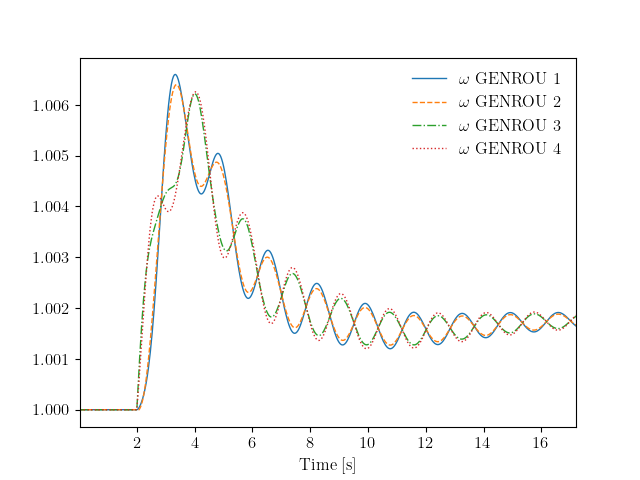 1.006
1.005
1.004
1.003
1.002
1.001
1.000
ω GENROU 1
ω GENROU 2
ω GENROU 3
ω GENROU 4
2 4 6 8 10 12 14 16
Time [s]